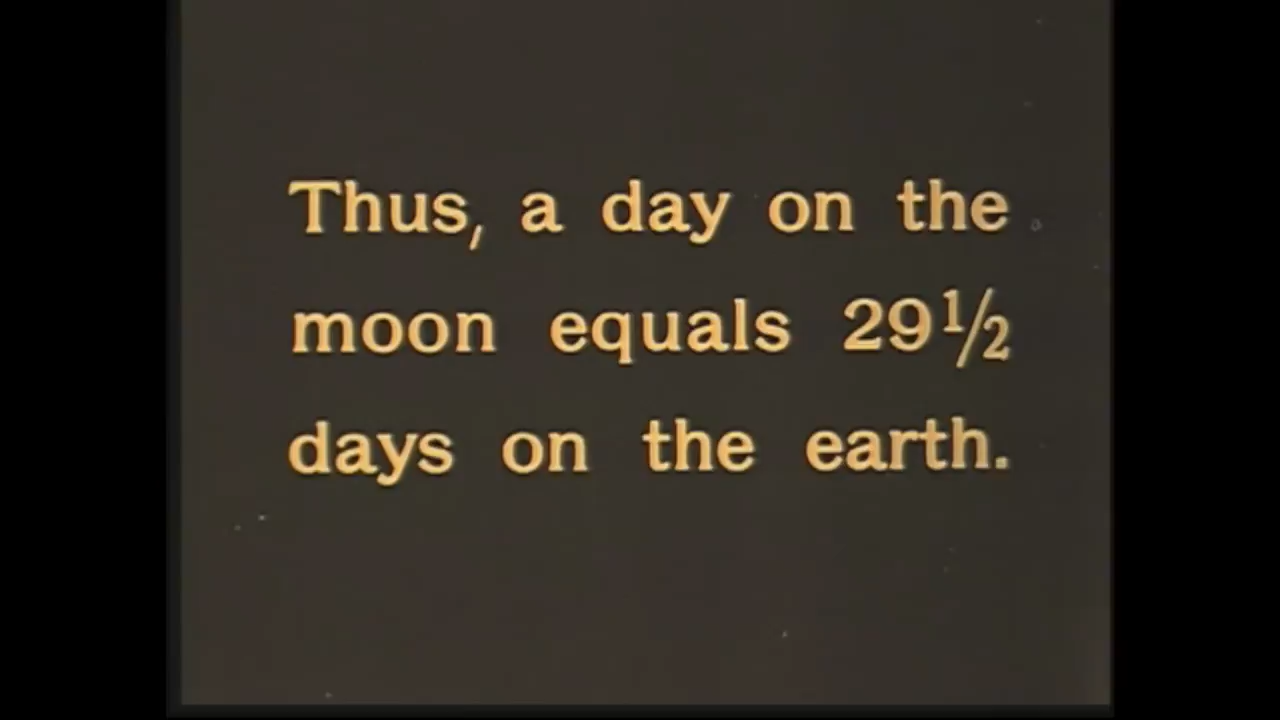 Thus, a day on the
moon equals 29½
days on the earth.